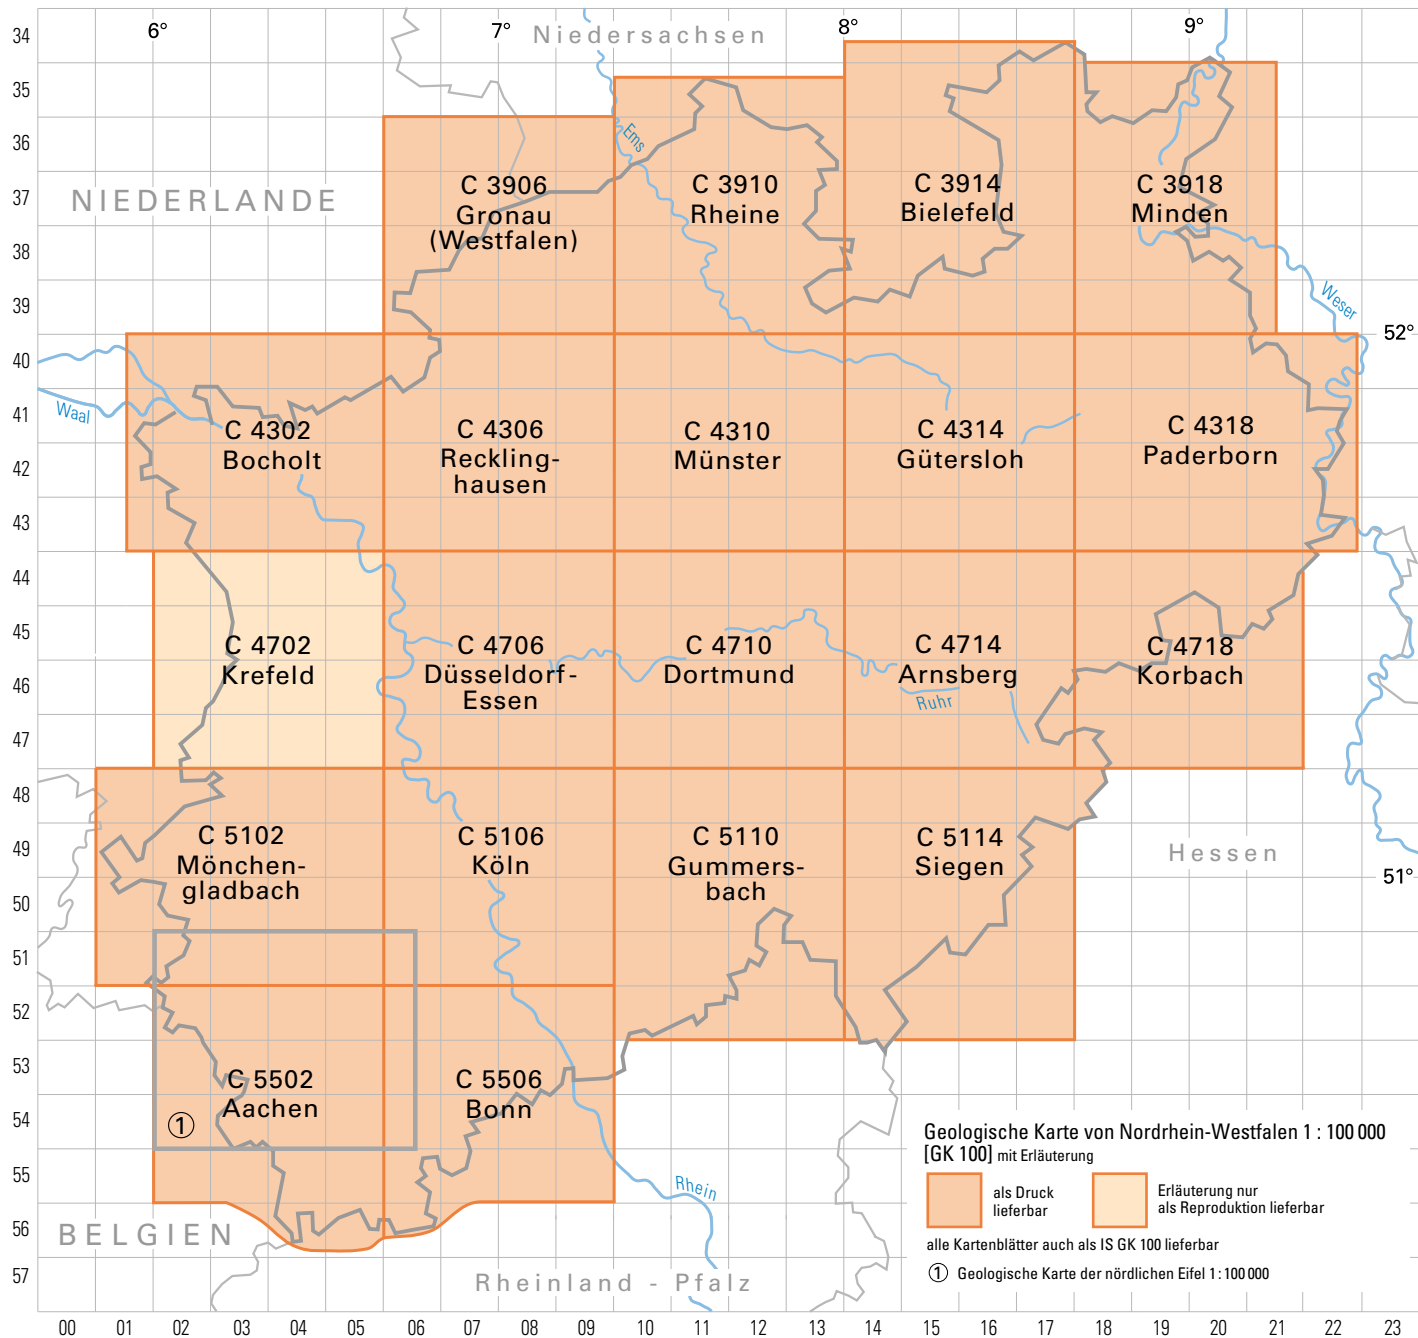 34
6°
7°
Niedersachsen
8°
9°
35
36
37
38
39
40
41
42
43
44
45
46
47
48
49
50
51
52
53
54
55
56
57
NIEDERLANDE
Ems
C 3906
Gronau
(Westfalen)
C 3910
Rheine
C 3914
Bielefeld
C 3918
Minden
Weser
52°
Waal
C 4302
Bocholt
C 4306
Reckling-
hausen
C 4310
Münster
C 4314
Gütersloh
C 4318
Paderborn
C 4702
Krefeld
C 4706
Düsseldorf-
Essen
C 4710
Dortmund
C 4714
Arnsberg
Ruhr
C 4718
Korbach
C 5102
Mönchen-
gladbach
C 5106
Köln
C 5110
Gummers-
bach
C 5114
Siegen
Hessen
51°
C 5502
Aachen
1
C 5506
Bonn
Rhein
BELGIEN
Rheinland - Pfalz
Geologische Karte von Nordrhein-Westfalen 1 : 100 000
[GK 100] mit Erläuterung
als Druck
lieferbar
Erläuterung nur
als Reproduktion lieferbar
alle Kartenblätter auch als IS GK 100 lieferbar
1 Geologische Karte der nördlichen Eifel 1 : 100 000
00 01 02 03 04 05 06 07 08 09 10 11 12 13 14 15 16 17 18 19 20 21 22 23